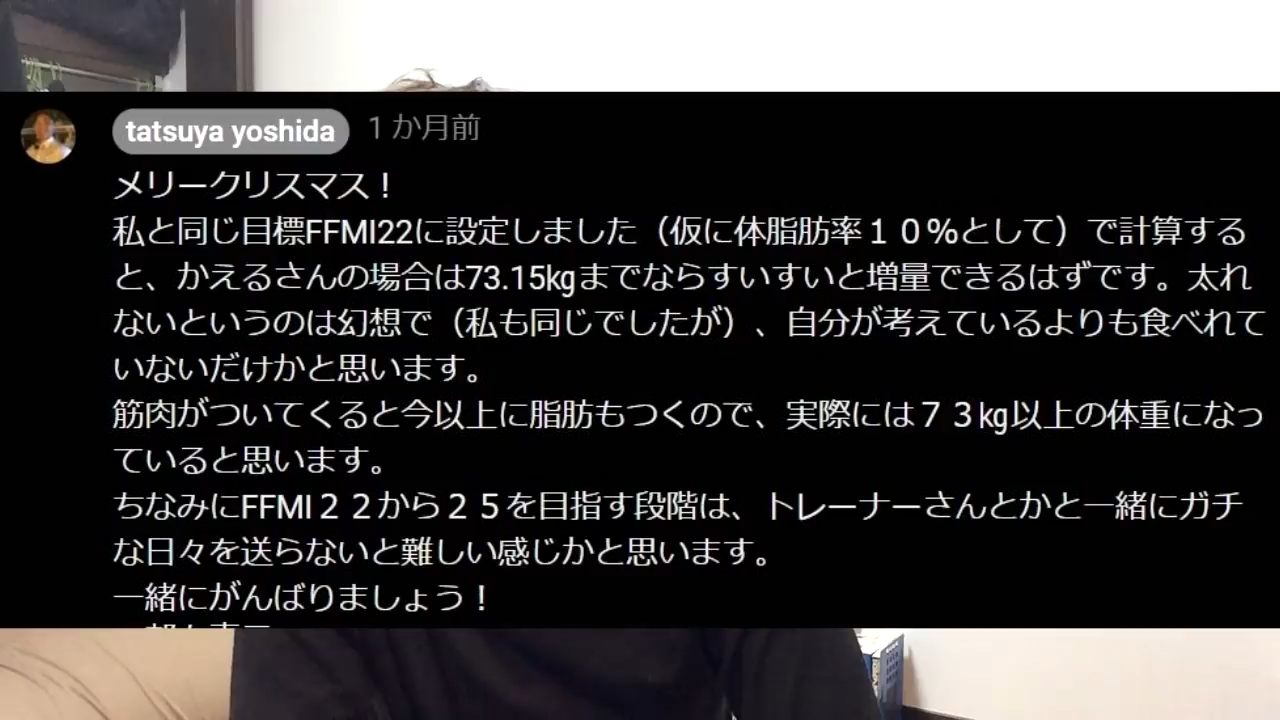 tatsuya yoshida 1 か月前
メリークリスマス！
私と同じ目標FFMI22に設定しました（仮に体脂肪率１０%として）で計算する
と、かえるさんの場合は73.15kgまでならすいすいと増量できるはずです。太れ
ないというのは幻想で（私も同じでしたが）、自分が考えているよりも食べれて
いないだけかと思います。
筋肉がついてくると今以上に脂肪もつくので、実際には７３kg以上の体重になっ
ていると思います。
ちなみにFFMI２２から２５を目指す段階は、トレーナーさんとかと一緒にガチ
な日々を送らないと難しい感じかと思います。
一緒にがんばりましょう！